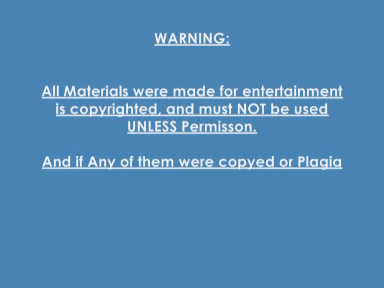 WARNING:
All Materials were made for entertainment
is copyrighted, and must NOT be used
UNLESS Permisson.
And if Any of them were copyed or Plagia